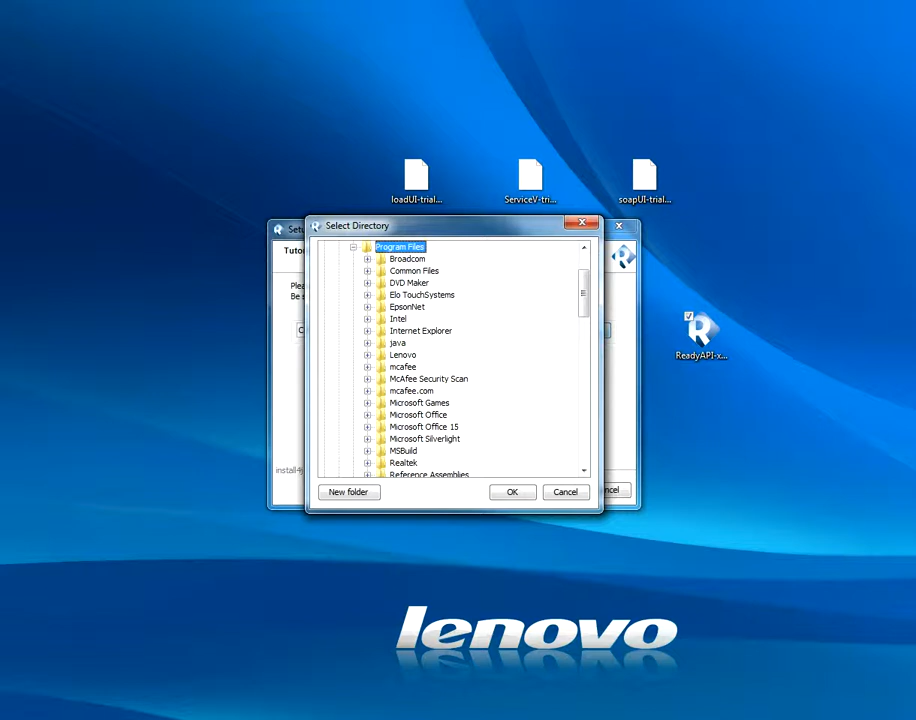 loadUI-trial...
ServiceV-tri...
soapUI-trial...
Select Directory
Program Files
Broadcom
Common Files
DVD Maker
Elo TouchSystems
EpsonNet
Intel
Internet Explorer
java
Lenovo
mcafee
McAfee Security Scan
mcafee.com
Microsoft Games
Microsoft Office
Microsoft Office 15
Microsoft Silverlight
MSBuild
Realtek
Reference Assemblies
New folder
OK
Cancel
ReadyAPI-x...
lenovo